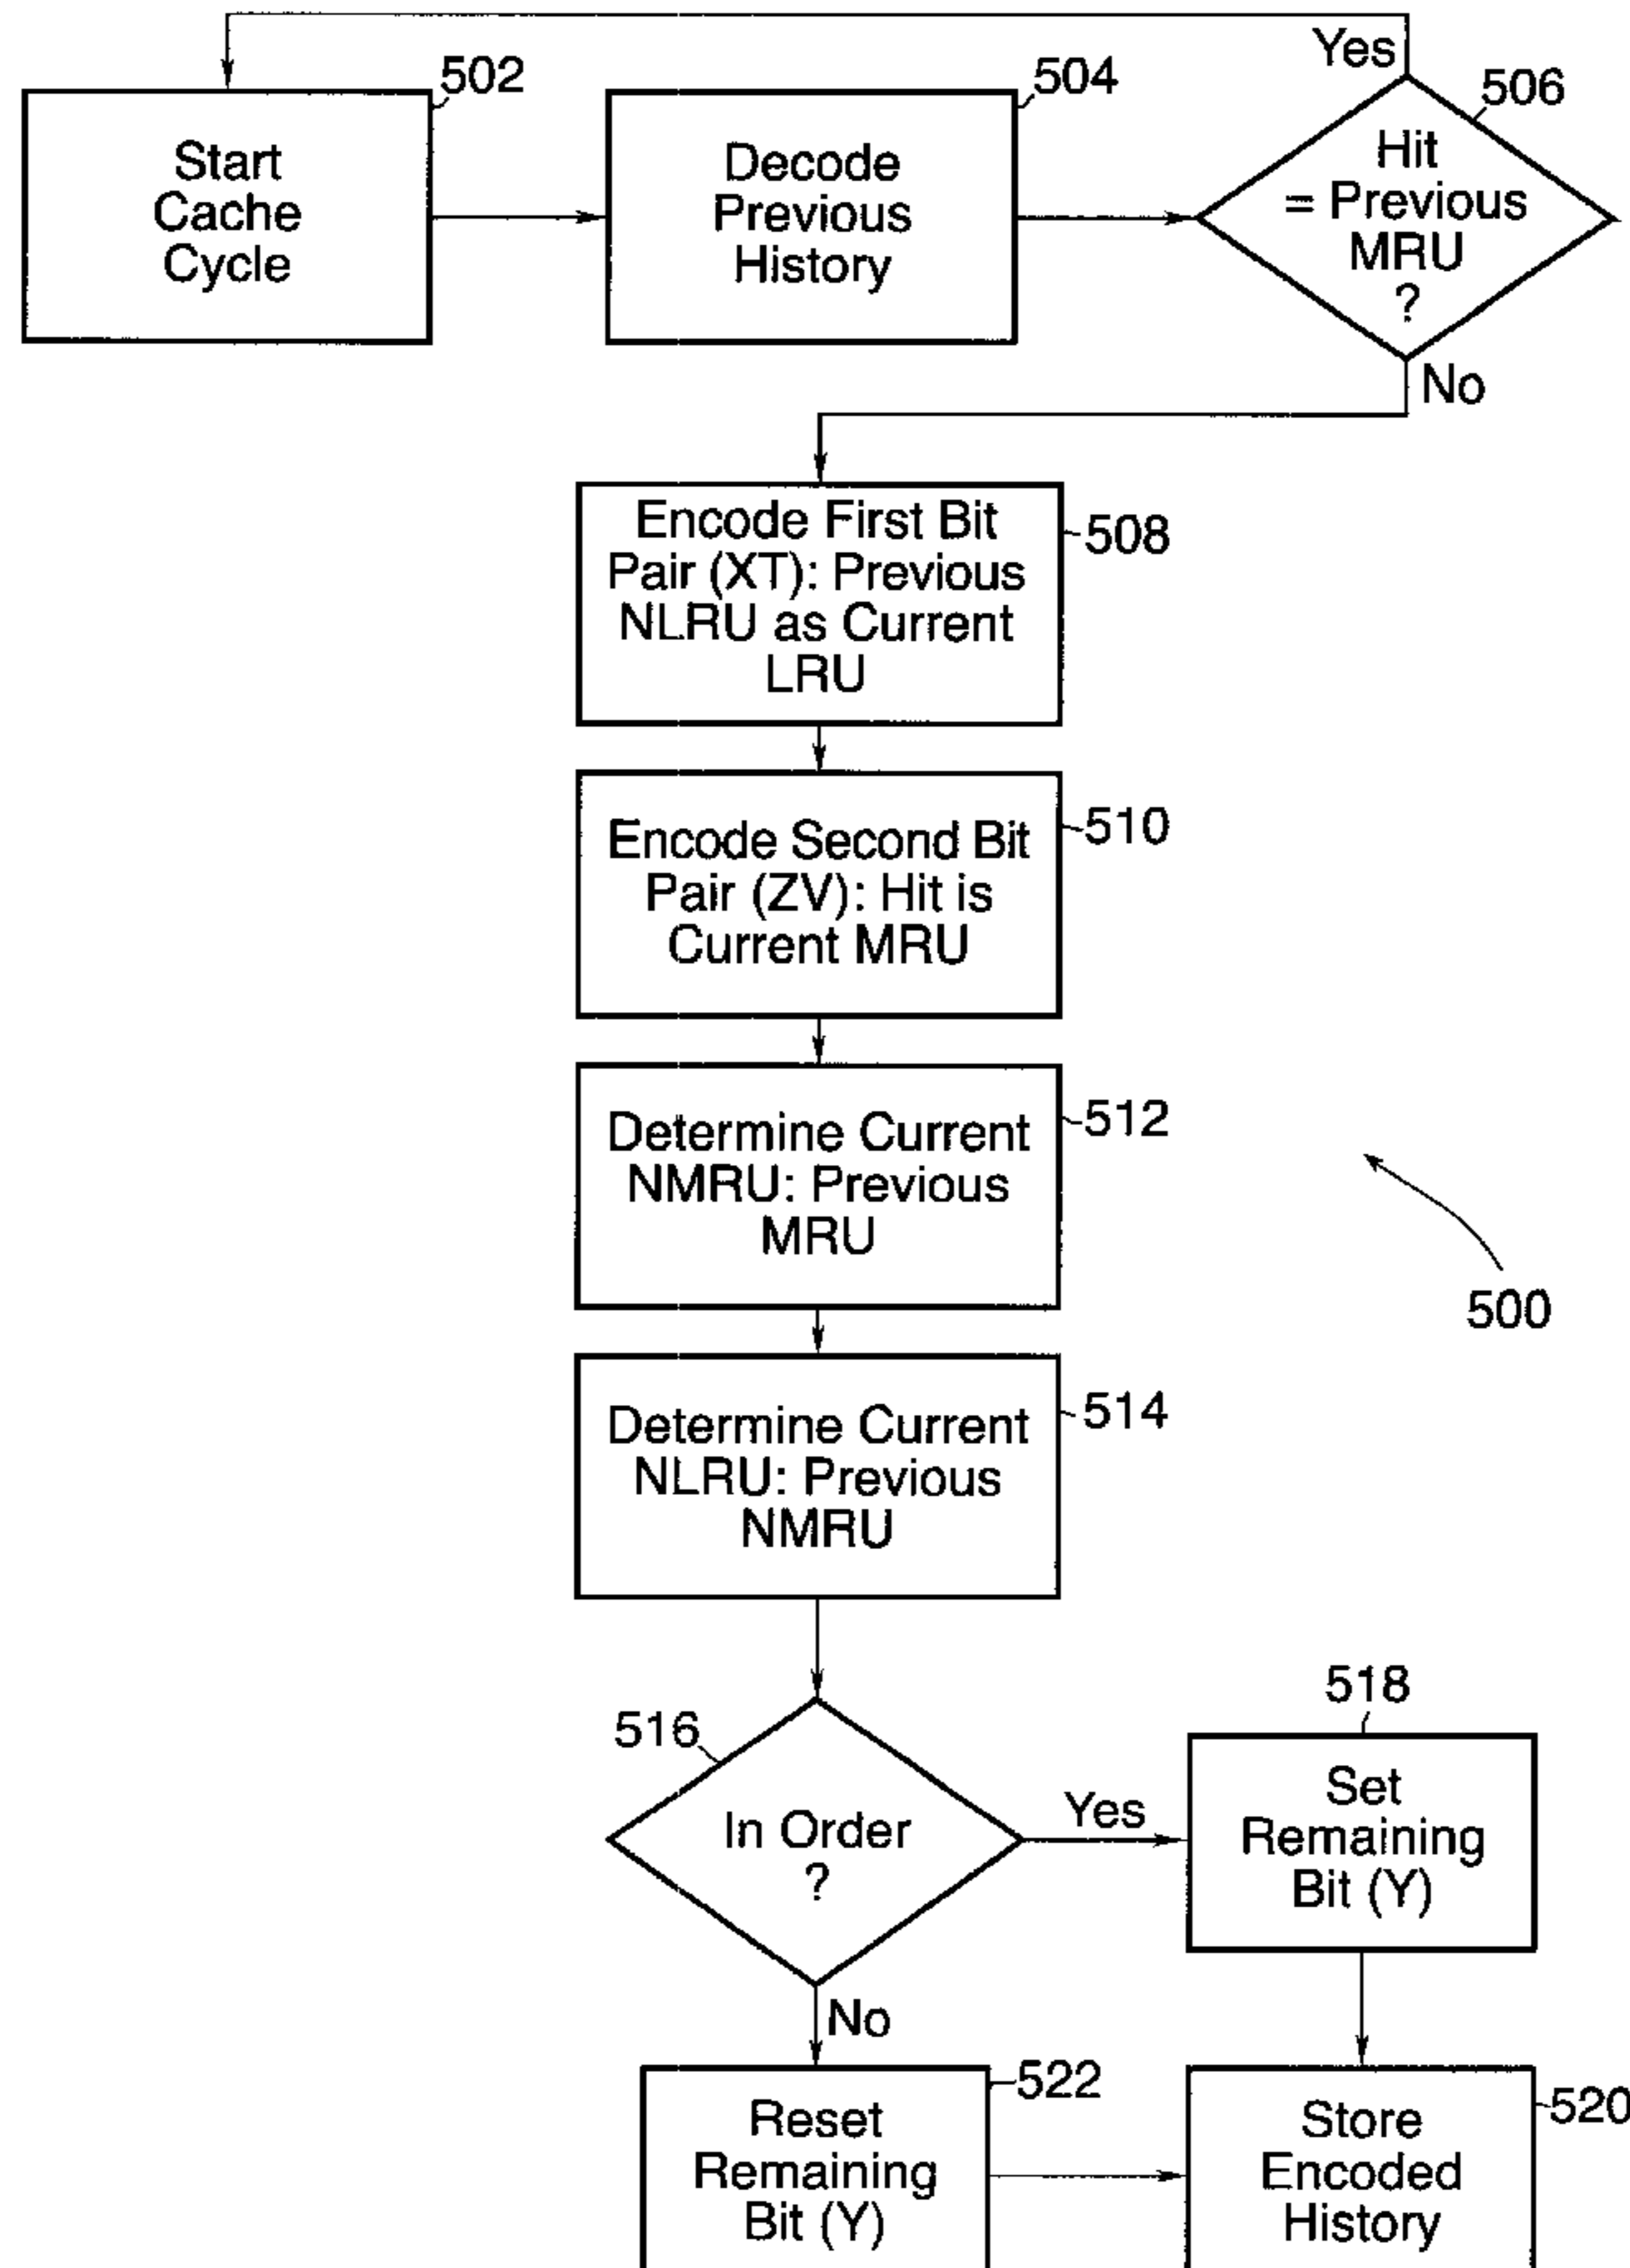 Yes
502
504
506
Start
Cache
Cycle
Decode
Previous
History
Hit
= Previous
MRU
?
No
Encode First Bit
Pair (XT): Previous
NLRU as Current
LRU
508
Encode Second Bit
Pair (ZV): Hit is
Current MRU
510
Determine Current
NMRU: Previous
MRU
512
500
Determine Current
NLRU: Previous
NMRU
514
516
In Order
?
Yes
518
Set
Remaining
Bit (Y)
No
522
Reset
Remaining
Bit (Y)
520
Store
Encoded
History